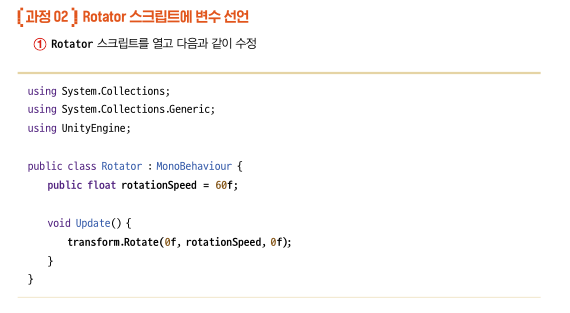 [과정 02] Rotator 스크립트에 변수 선언
① Rotator 스크립트를 열고 다음과 같이 수정
using System.Collections;
using System.Collections.Generic;
using UnityEngine;
public class Rotator : MonoBehaviour {
public float rotationSpeed = 60f;
void Update() {
transform.Rotate(0f, rotationSpeed, 0f);
}
}